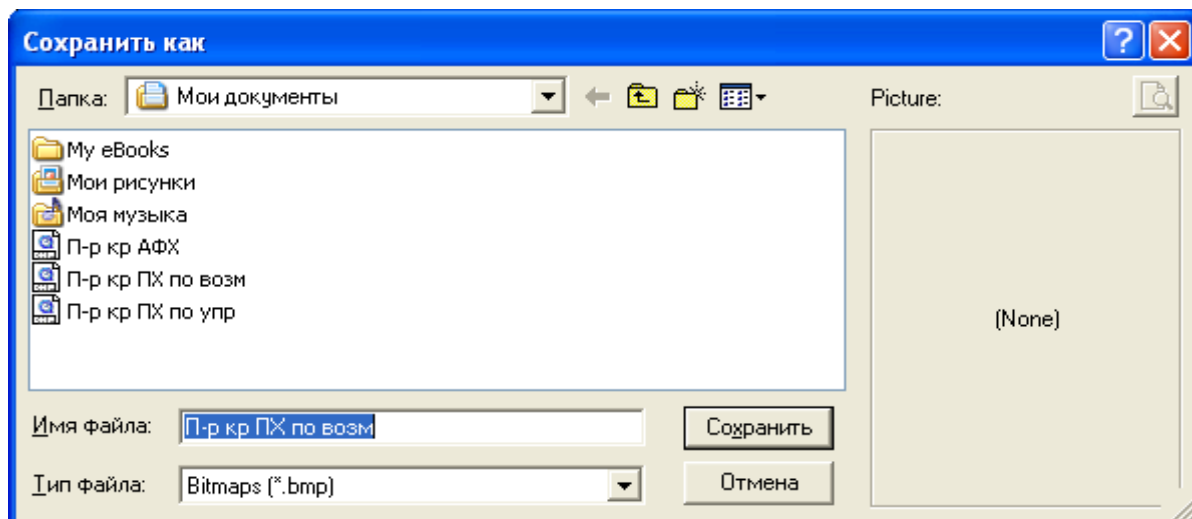 Сохранить как
Папка: Мои документы Picture:
My eBooks
Мои рисунки
Моя музыка
П-р кр АФХ
П-р кр ПХ по возм
П-р кр ПХ по упр
(None)
Имя файла: П-р кр ПХ по возм Сохранить
Тип файла: Bitmaps (*.bmp) Отмена